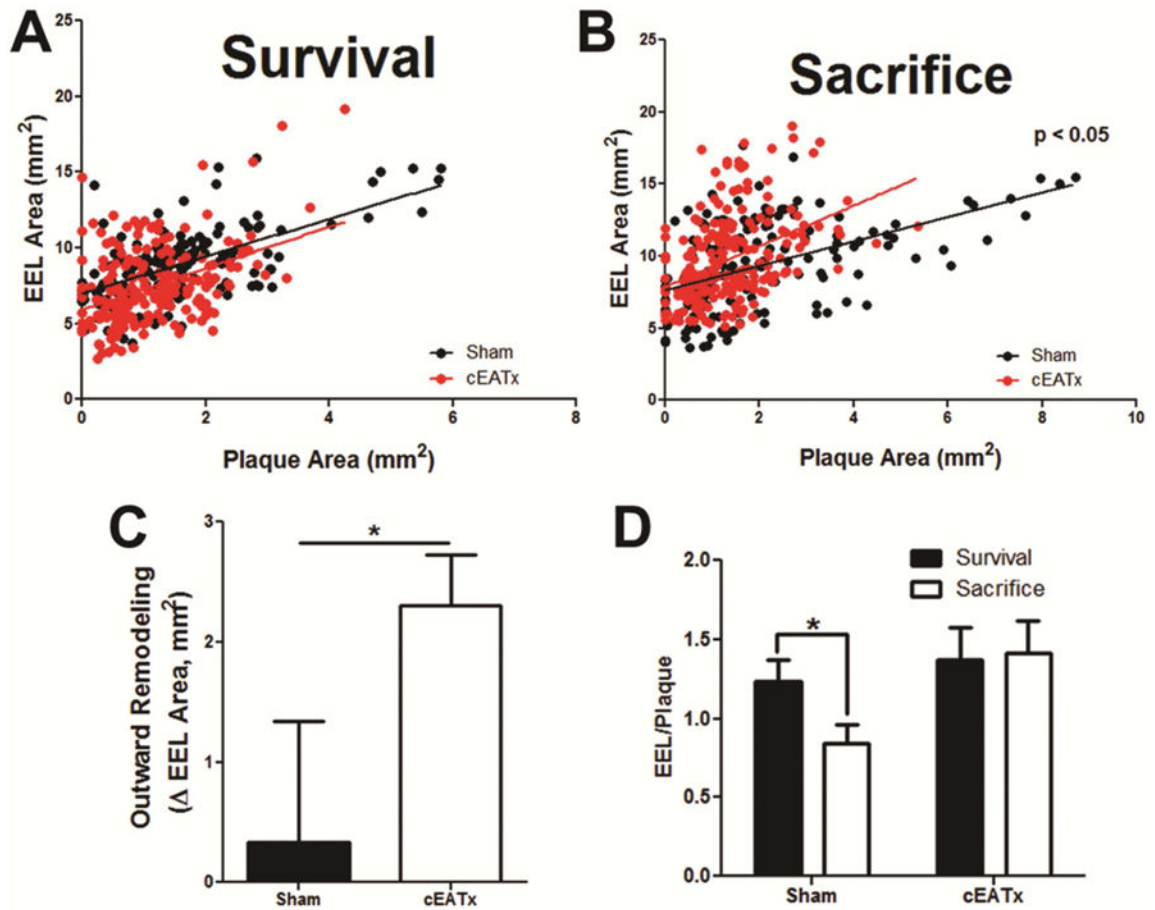 A
Survival
EEL Area (mm²)
25
20
15
10
5
0
0 2 4 6 8
Plaque Area (mm²)
Sham
cEATx
B
Sacrifice
p < 0.05
EEL Area (mm²)
25
20
15
10
5
0
0 2 4 6 8 10
Plaque Area (mm²)
Sham
cEATx
C
Outward Remodeling
(Δ EEL Area, mm²)
3
2
1
0
*
Sham cEATx
D
Survival
Sacrifice
EEL/Plaque
2.0
1.5
1.0
0.5
0.0
*
Sham cEATx